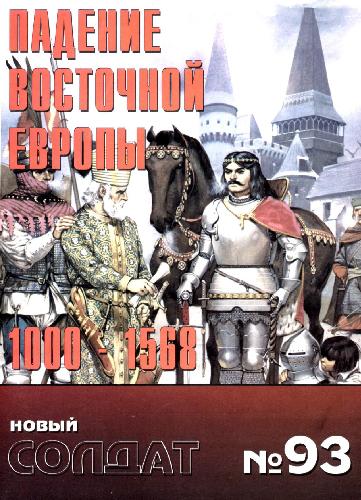 ПАДЕНИЕ
ВОСТОЧНОЙ
ЕВРОПЫ
1000 - 1568
НОВЫЙ
СОЛДАТ
№93